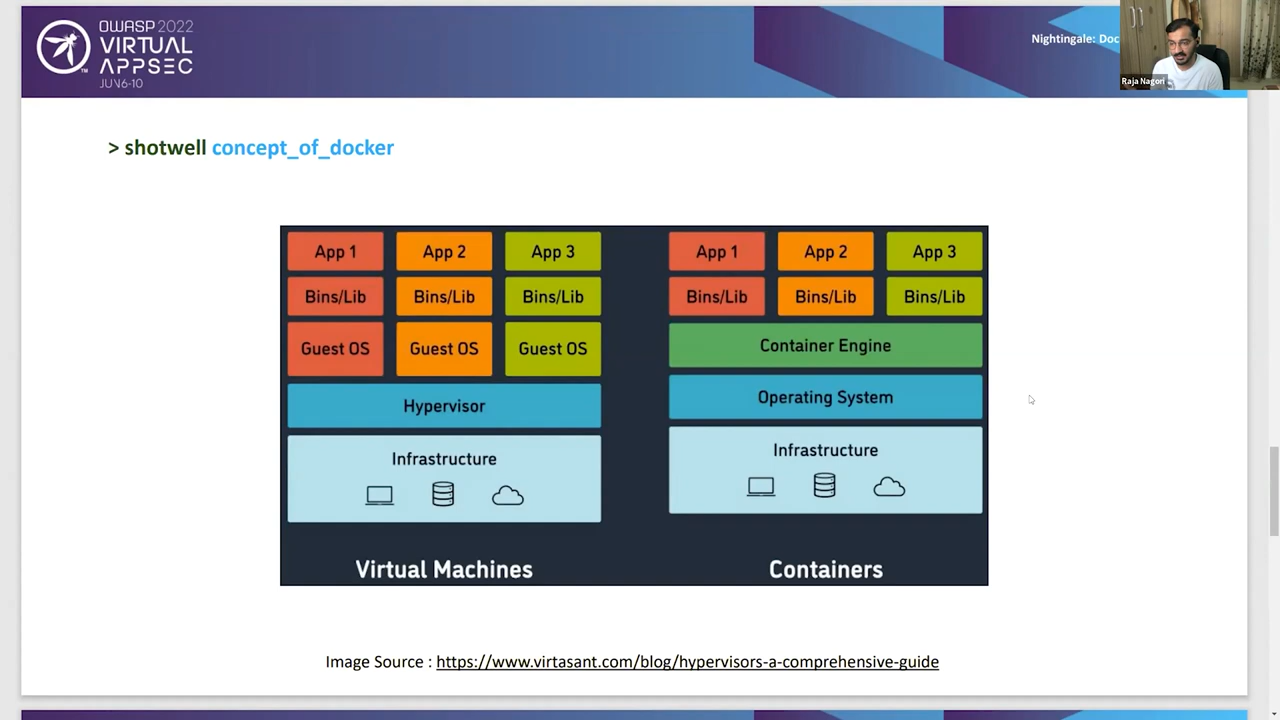 OWASP 2022
VIRTUAL
APPSEC
JUN6-10
Nightingale: Doc
Raja Nagori
> shotwell concept_of_docker
App 1 App 2 App 3
Bins/Lib Bins/Lib Bins/Lib
Guest OS Guest OS Guest OS
Hypervisor
Infrastructure
Virtual Machines
App 1 App 2 App 3
Bins/Lib Bins/Lib Bins/Lib
Container Engine
Operating System
Infrastructure
Containers
Image Source : https://www.virtasant.com/blog/hypervisors-a-comprehensive-guide